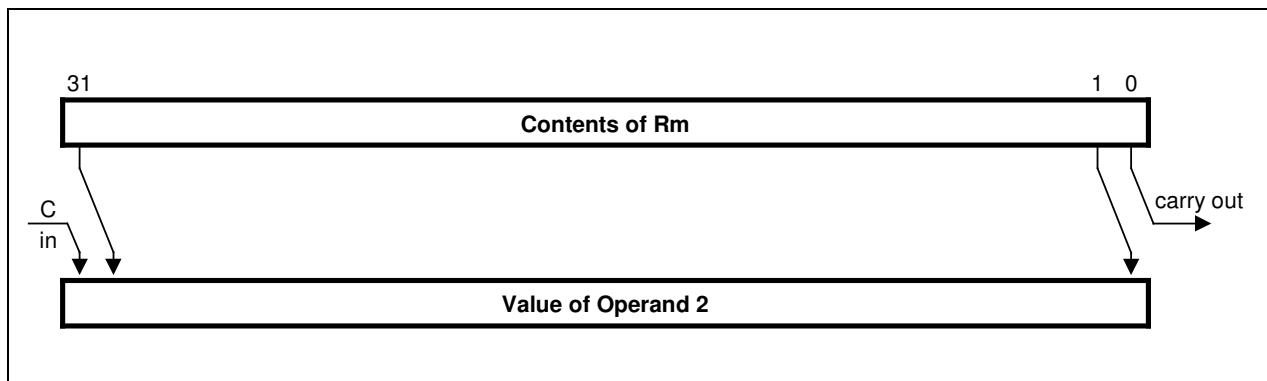 31
1 0
Contents of Rm
C
in
carry out
Value of Operand 2